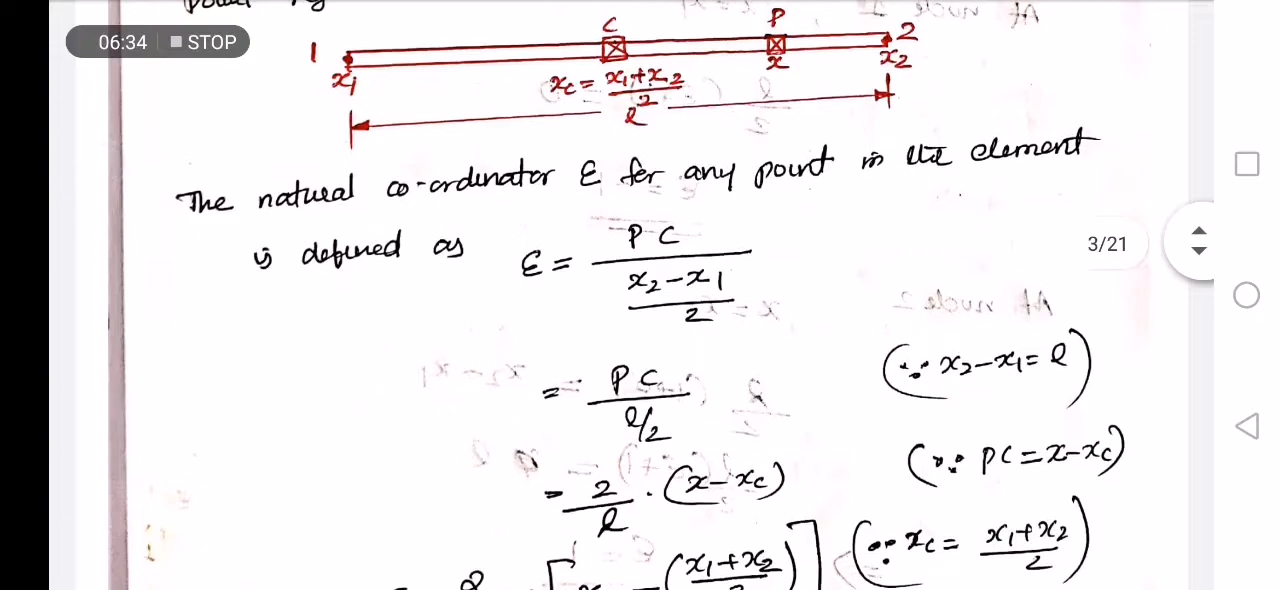 06:34 STOP
C P
1 2
x1 x x2
xc = x1+x2/2
l
The natural co-ordinator ε for any point in the element
is defined as ε = PC / ((x2-x1)/2)
3/21
= PC / (l/2) (∵ x2-x1 = l)
(∵ PC = x-xc)
= 2/l . (x-xc)
[ (x1+x2 ] (∵ xc = x1+x2/2)